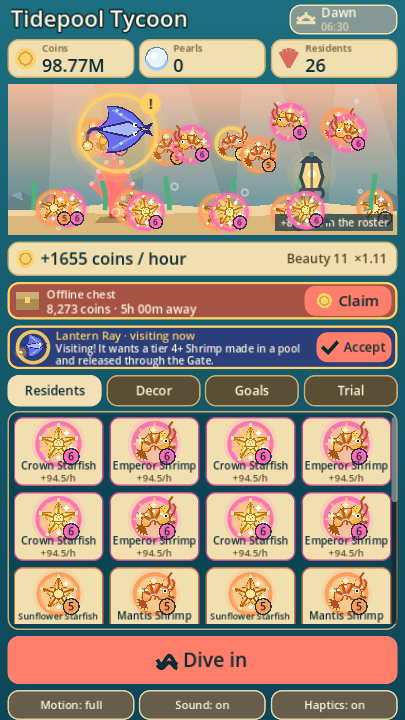 Tidepool Tycoon
Dawn
06:30
Coins
98.77M
Pearls
0
Residents
26
!
6
6
5
6
5
6
6
6
6
in the roster
+1655 coins / hour
Beauty 11 ×1.11
Offline chest
8,273 coins · 5h 00m away
Claim
Lantern Ray · visiting now
Visiting! It wants a tier 4+ Shrimp made in a pool
and released through the Gate.
Accept
Residents
Decor
Goals
Trial
6
6
6
6
Crown Starfish
Emperor Shrimp
Crown Starfish
Emperor Shrimp
+94.5/h
+94.5/h
+94.5/h
+94.5/h
6
6
6
6
Crown Starfish
Emperor Shrimp
Crown Starfish
Emperor Shrimp
+94.5/h
+94.5/h
+94.5/h
+94.5/h
5
5
5
5
Sunflower Starfish
Mantis Shrimp
Sunflower Starfish
Mantis Shrimp
Dive in
Motion: full
Sound: on
Haptics: on